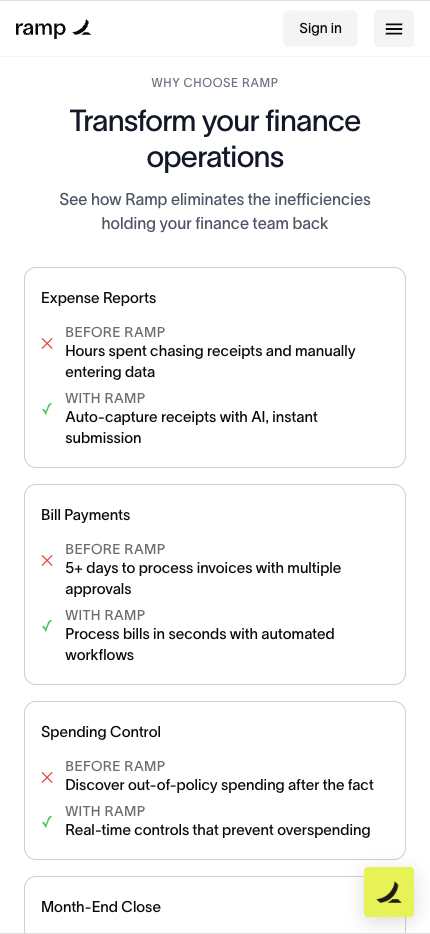 ramp
Sign in
WHY CHOOSE RAMP
Transform your finance
operations
See how Ramp eliminates the inefficiencies
holding your finance team back
Expense Reports
BEFORE RAMP
Hours spent chasing receipts and manually
entering data
WITH RAMP
Auto-capture receipts with AI, instant
submission
Bill Payments
BEFORE RAMP
5+ days to process invoices with multiple
approvals
WITH RAMP
Process bills in seconds with automated
workflows
Spending Control
BEFORE RAMP
Discover out-of-policy spending after the fact
WITH RAMP
Real-time controls that prevent overspending
Month-End Close